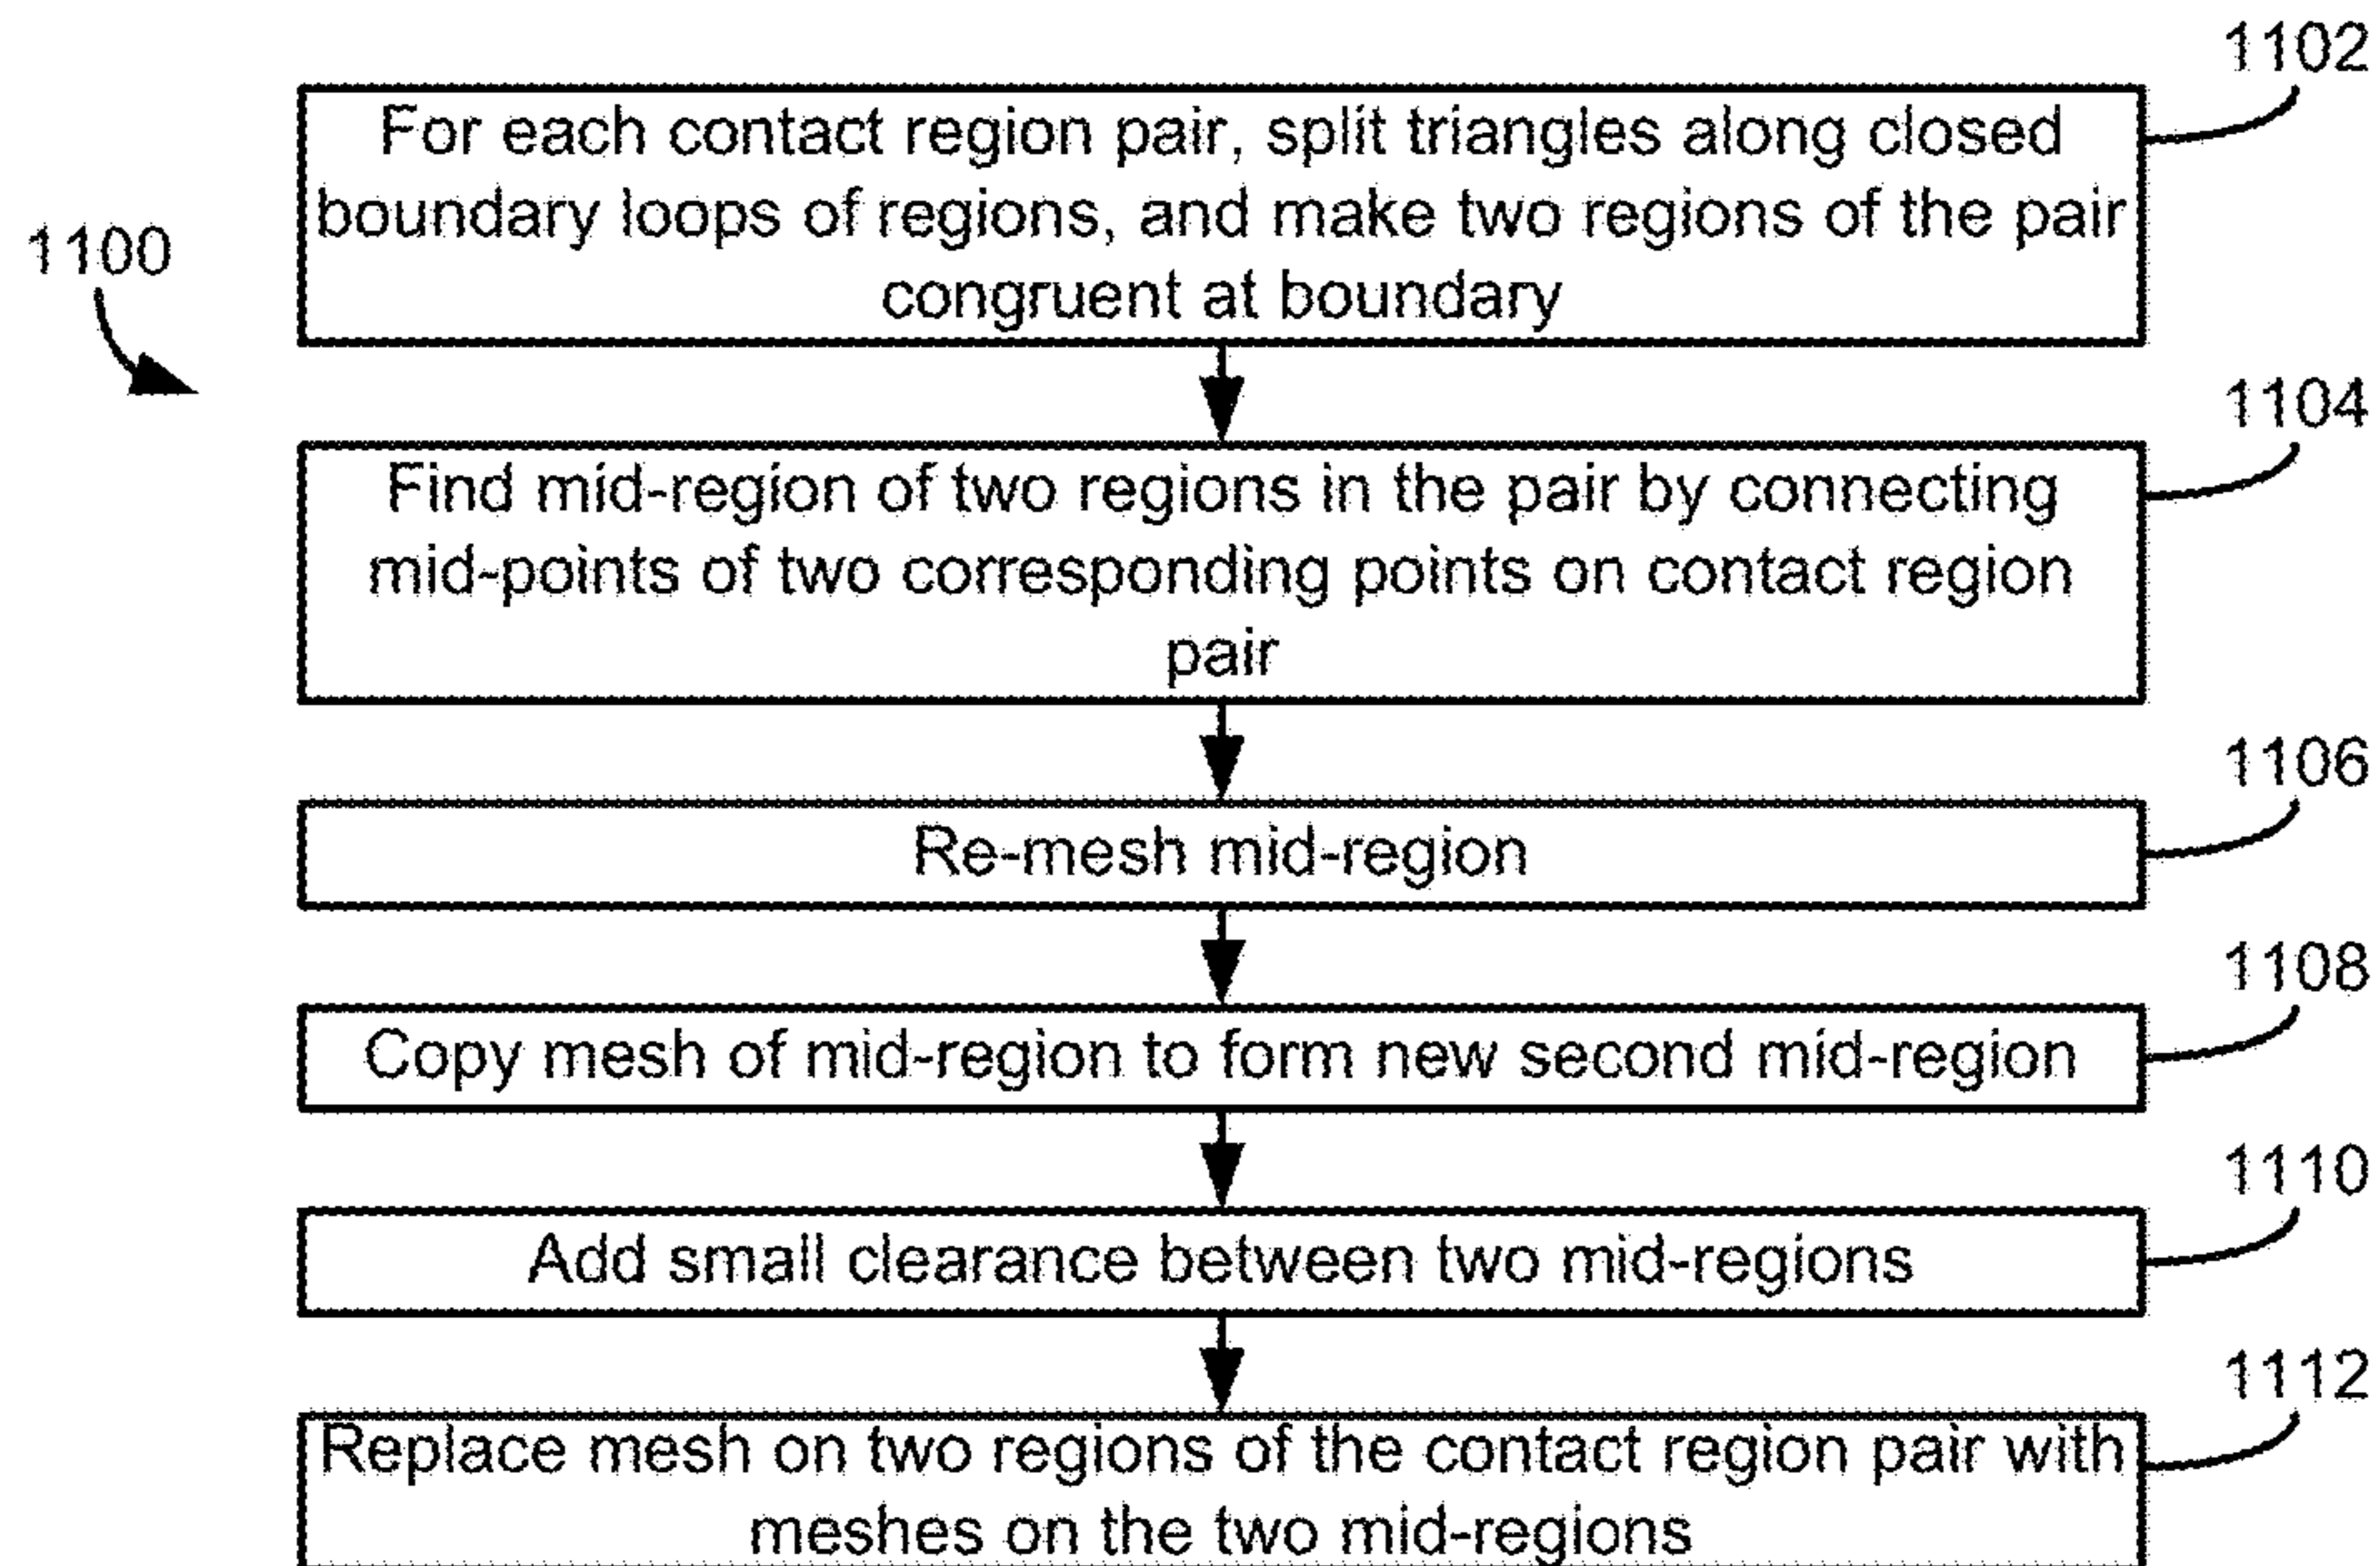 1102
For each contact region pair, split triangles along closed
boundary loops of regions, and make two regions of the pair
congruent at boundary
1100
1104
Find mid-region of two regions in the pair by connecting
mid-points of two corresponding points on contact region
pair
1106
Re-mesh mid-region
1108
Copy mesh of mid-region to form new second mid-region
1110
Add small clearance between two mid-regions
1112
Replace mesh on two regions of the contact region pair with
meshes on the two mid-regions